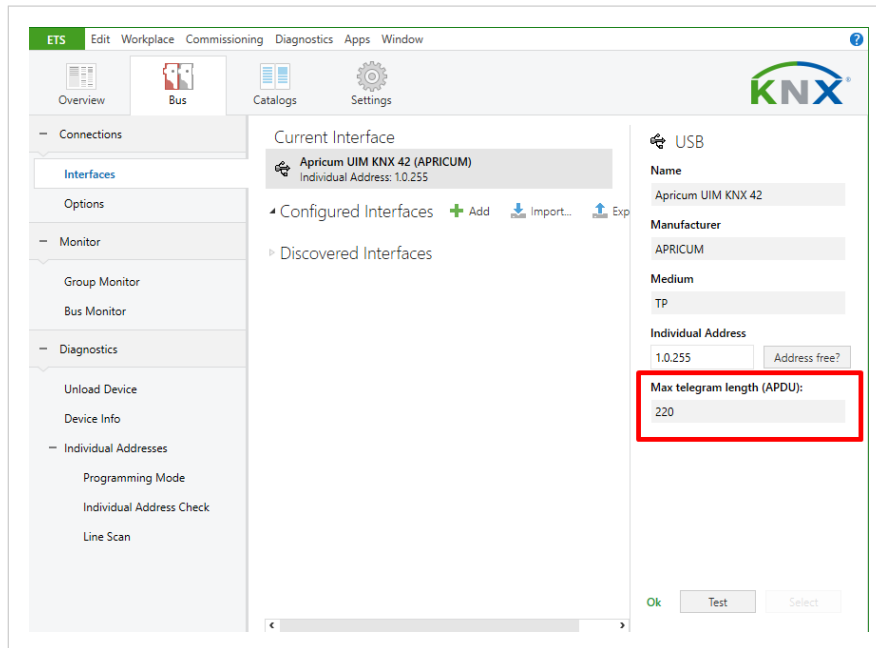 ETS Edit Workplace Commissioning Diagnostics Apps Window ?
Overview Bus Catalogs Settings
KNX
Connections
Interfaces
Options
Monitor
Group Monitor
Bus Monitor
Diagnostics
Unload Device
Device Info
Individual Addresses
Programming Mode
Individual Address Check
Line Scan
Current Interface
Apricum UIM KNX 42 (APRICUM)
Individual Address: 1.0.255
Configured Interfaces Add Import... Exp
Discovered Interfaces
USB
Name
Apricum UIM KNX 42
Manufacturer
APRICUM
Medium
TP
Individual Address
1.0.255 Address free?
Max telegram length (APDU):
220
Ok Test Select